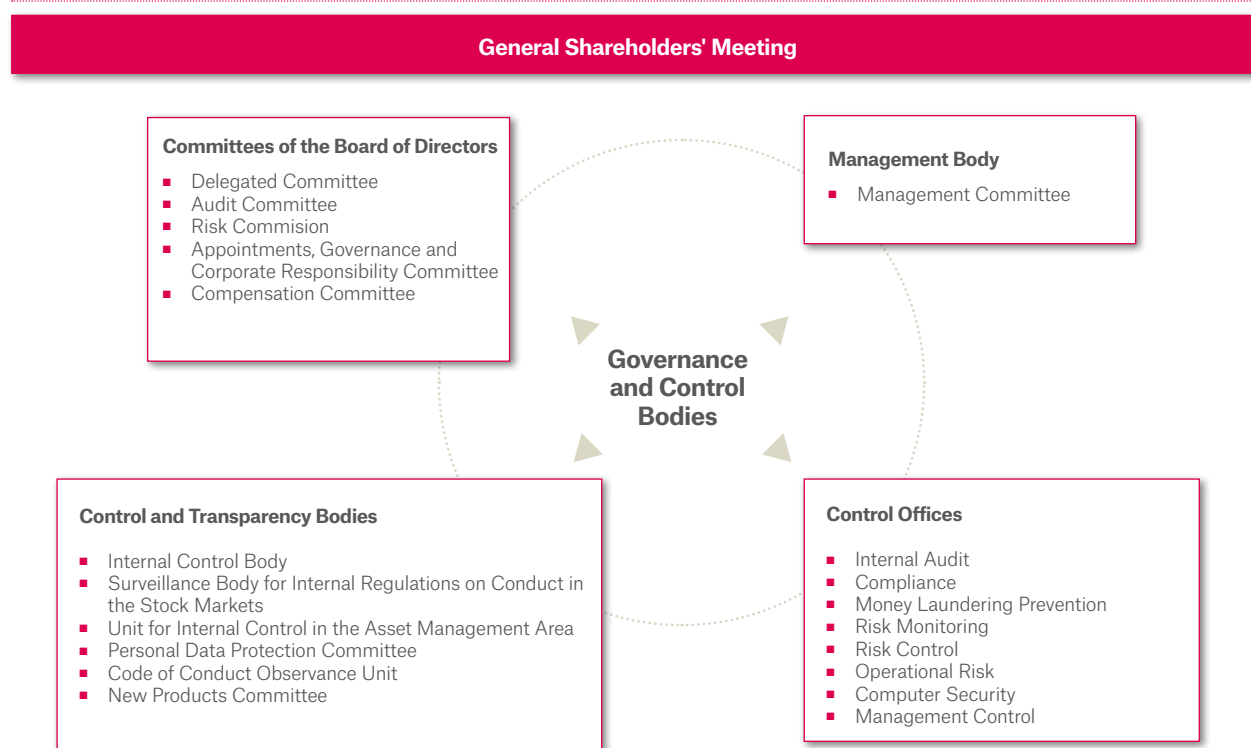 General Shareholders' Meeting
Committees of the Board of Directors
Delegated Committee
Audit Committee
Risk Commision
Appointments, Governance and
Corporate Responsibility Committee
Compensation Committee
Management Body
Management Committee
Governance
and Control
Bodies
Control and Transparency Bodies
Internal Control Body
Surveillance Body for Internal Regulations on Conduct in
the Stock Markets
Unit for Internal Control in the Asset Management Area
Personal Data Protection Committee
Code of Conduct Observance Unit
New Products Committee
Control Offices
Internal Audit
Compliance
Money Laundering Prevention
Risk Monitoring
Risk Control
Operational Risk
Computer Security
Management Control